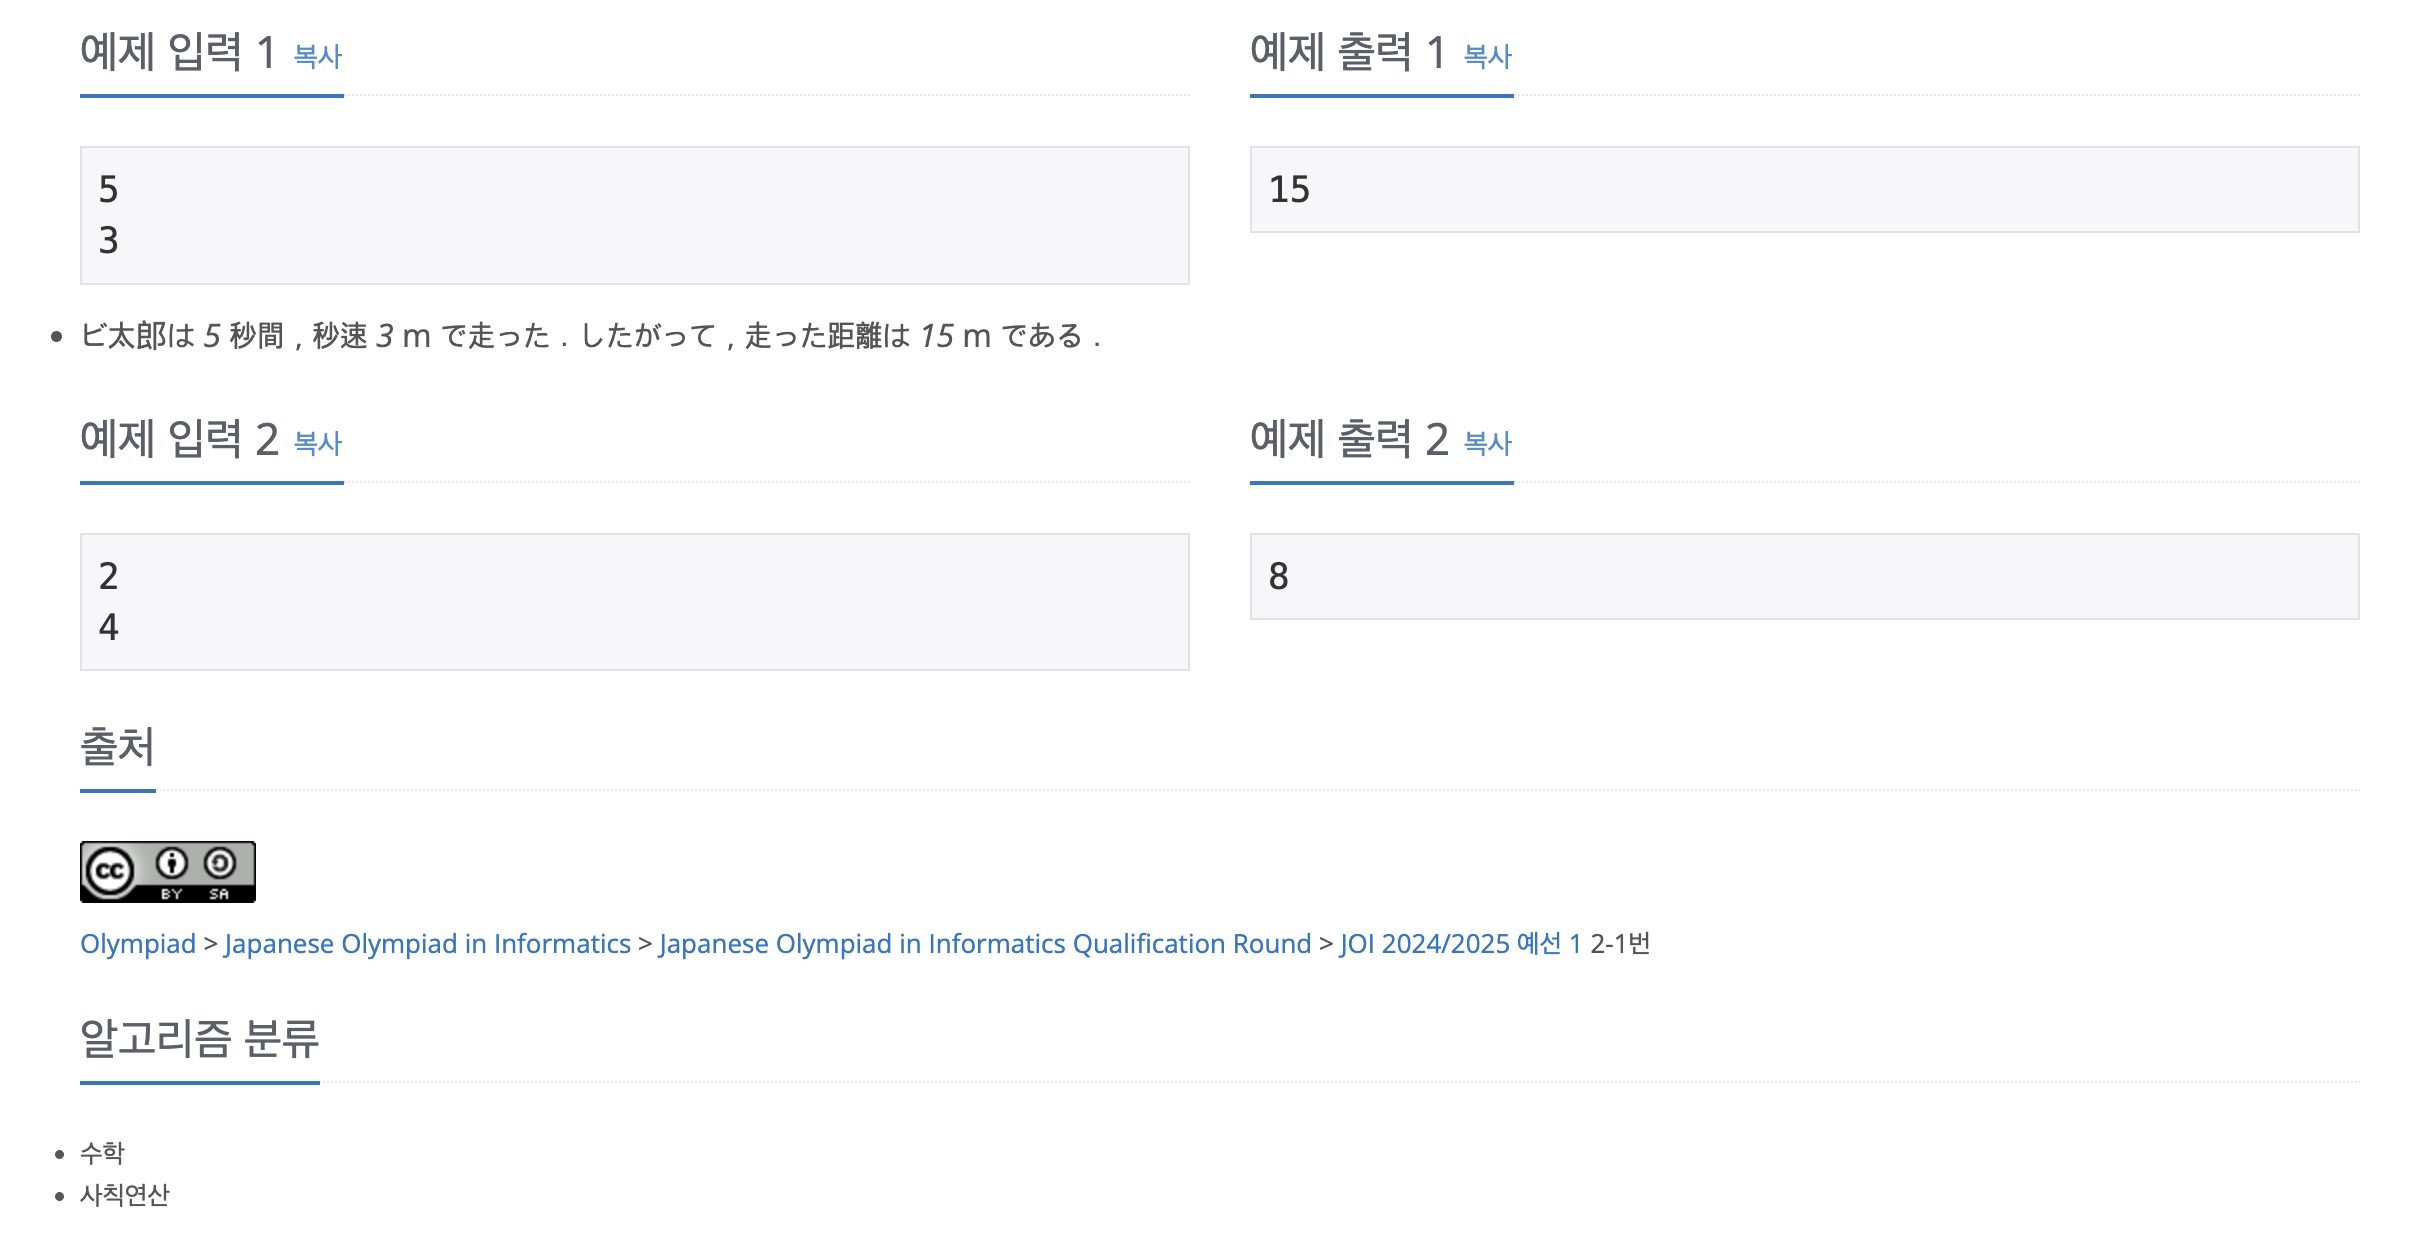 예제 입력 1 복사
5
3
예제 출력 1 복사
15
• ビ太郎は 5 秒間，秒速 3 m で走った．したがって，走った距離は 15 m である．
예제 입력 2 복사
2
4
예제 출력 2 복사
8
출처
cc BY SA
Olympiad > Japanese Olympiad in Informatics > Japanese Olympiad in Informatics Qualification Round > JOI 2024/2025 예선 1 2-1번
알고리즘 분류
• 수학
• 사칙연산